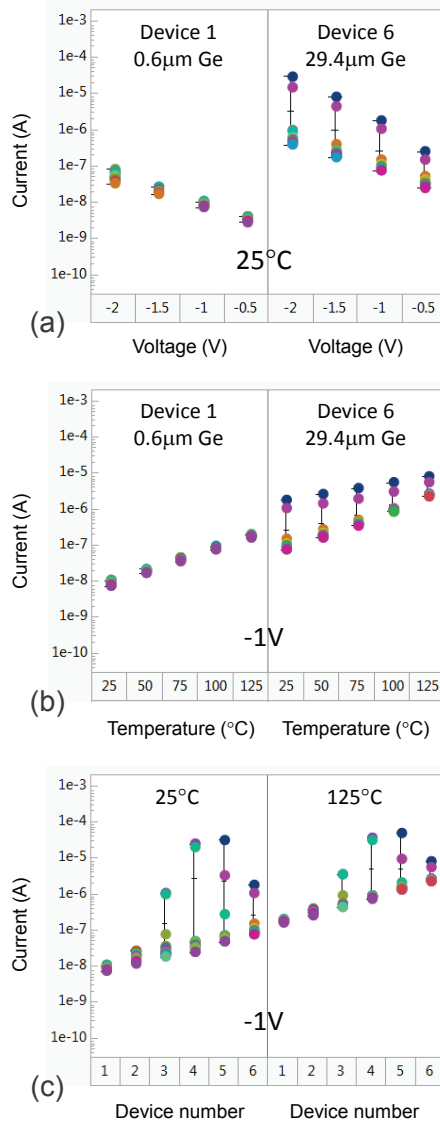 1e-3
1e-4
1e-5
1e-6
1e-7
1e-8
1e-9
1e-10
Current (A)
Device 1 Device 6
0.6μm Ge 29.4μm Ge
25°C
-2 -1.5 -1 -0.5 -2 -1.5 -1 -0.5
(a)
Voltage (V) Voltage (V)
1e-3
1e-4
1e-5
1e-6
1e-7
1e-8
1e-9
1e-10
Current (A)
Device 1 Device 6
0.6μm Ge 29.4μm Ge
-1V
25 50 75 100 125 25 50 75 100 125
(b)
Temperature (°C) Temperature (°C)
1e-3
1e-4
1e-5
1e-6
1e-7
1e-8
1e-9
1e-10
Current (A)
25°C 125°C
-1V
1 2 3 4 5 6 1 2 3 4 5 6
(c)
Device number Device number